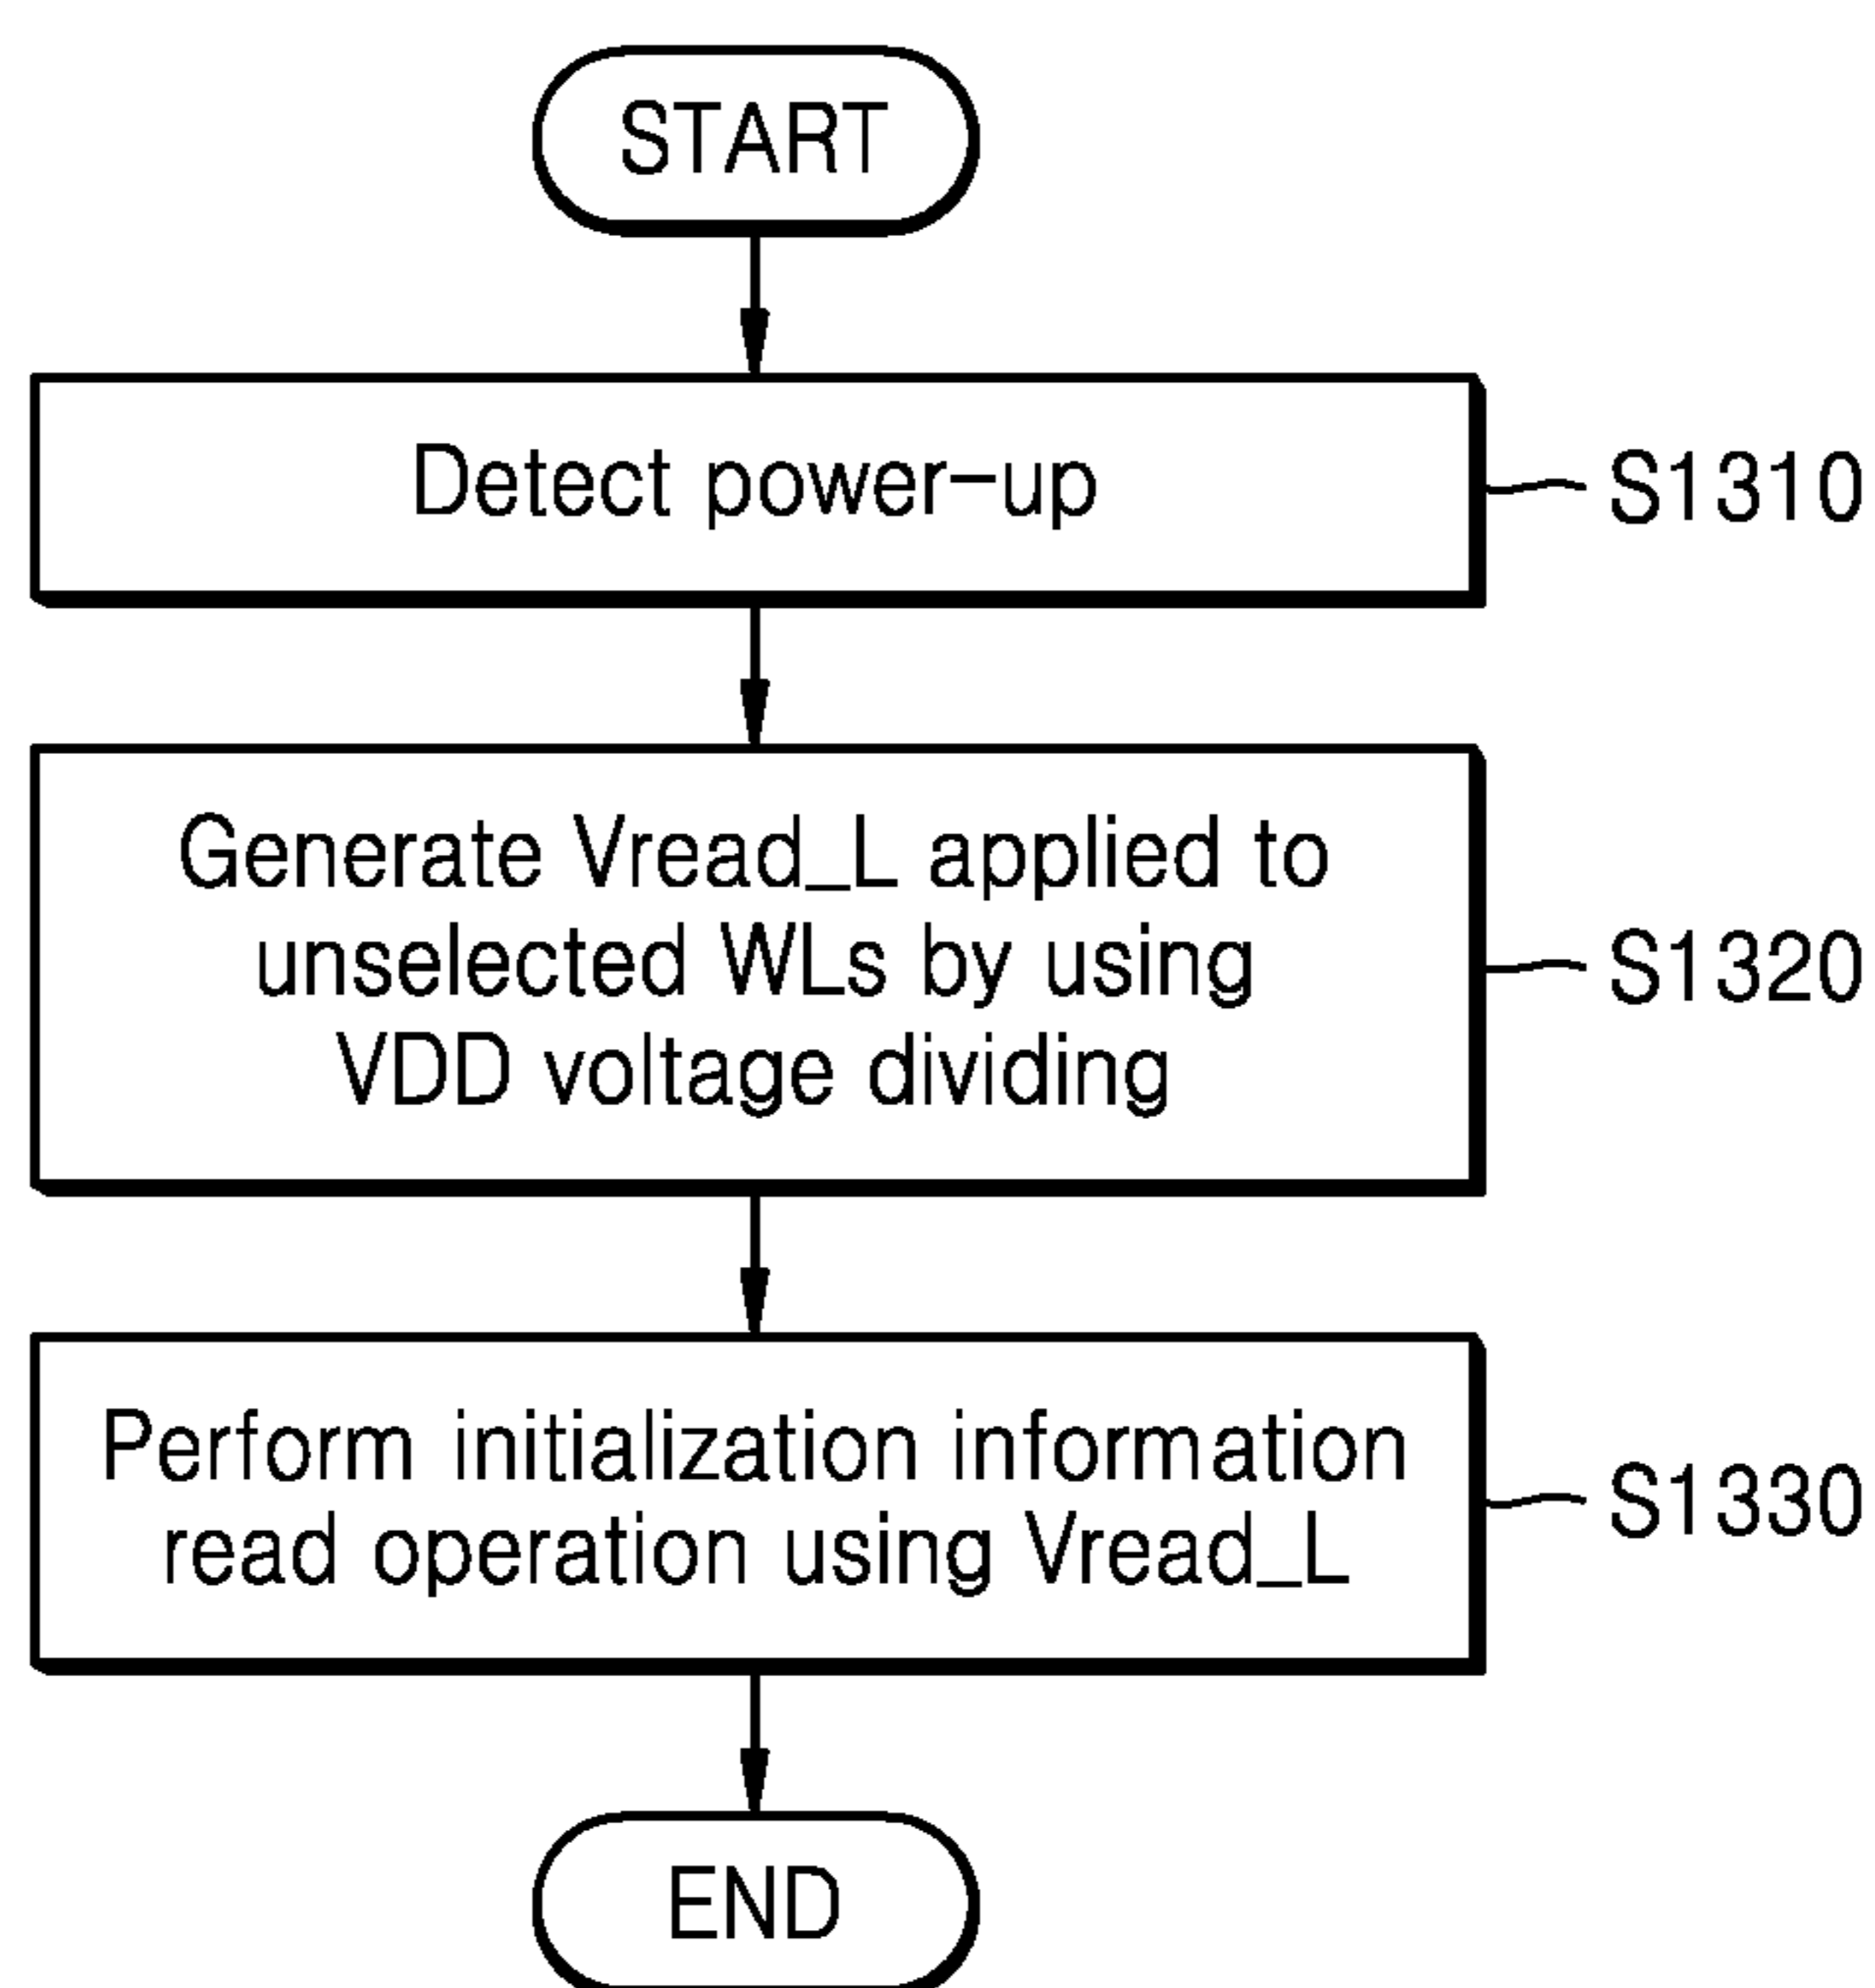 START
Detect power-up
S1310
Generate Vread_L applied to
unselected WLs by using
VDD voltage dividing
S1320
Perform initialization information
read operation using Vread_L
S1330
END